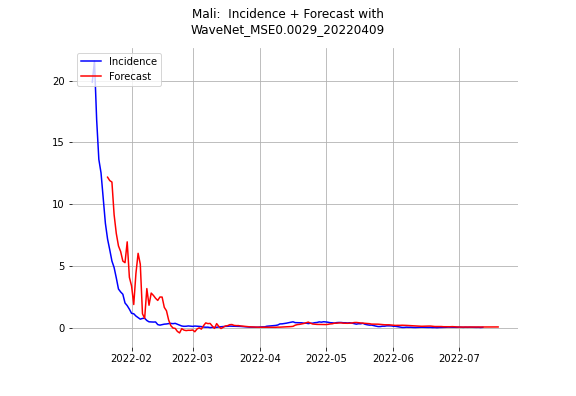 Mali:  Incidence + Forecast with
WaveNet_MSE0.0029_20220409
Incidence
Forecast
20
15
10
5
0
2022-02 2022-03 2022-04 2022-05 2022-06 2022-07